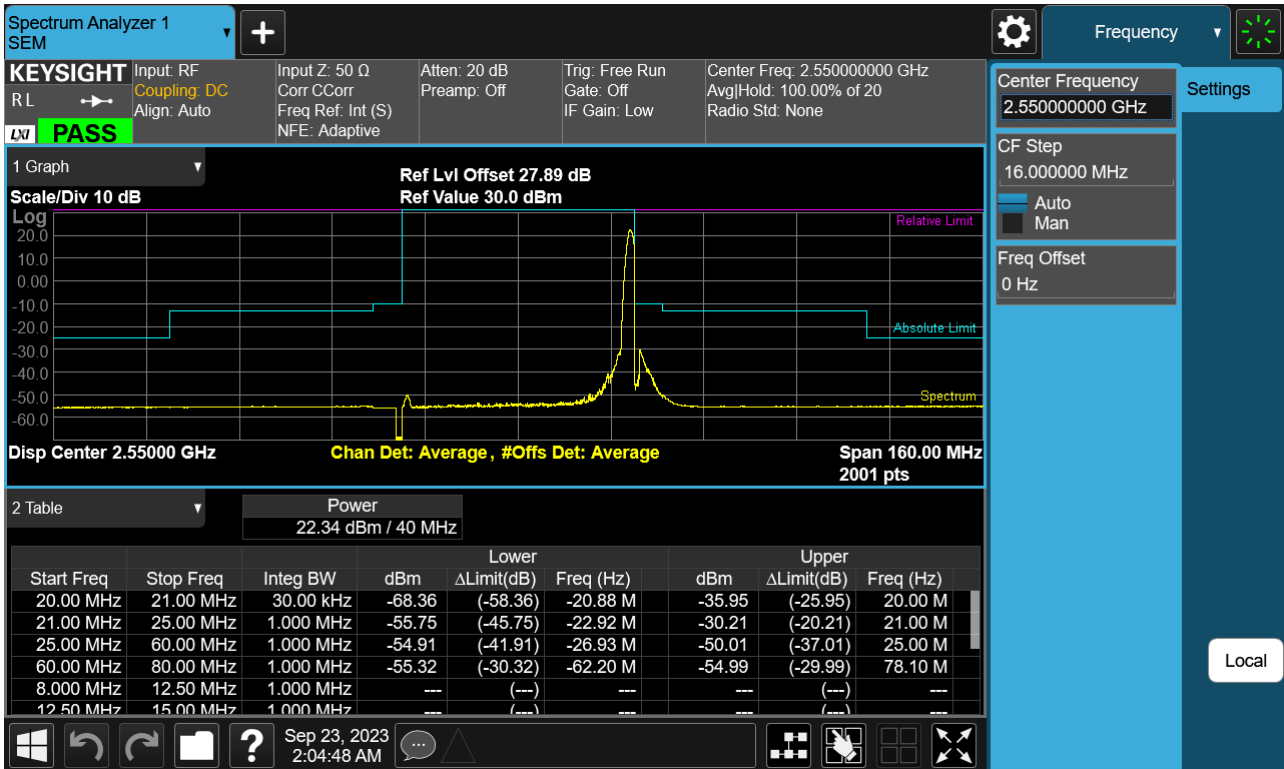 Spectrum Analyzer 1
SEM
Frequency
KEYSIGHT
Input: RF
Coupling: DC
Align: Auto
Input Z: 50 Ω
Corr CCorr
Freq Ref: Int (S)
NFE: Adaptive
Atten: 20 dB
Preamp: Off
Trig: Free Run
Gate: Off
IF Gain: Low
Center Freq: 2.550000000 GHz
Avg|Hold: 100.00% of 20
Radio Std: None
R L
LXI PASS
Center Frequency
2.550000000 GHz
Settings
CF Step
16.000000 MHz
Auto
Man
Freq Offset
0 Hz
1 Graph
Ref Lvl Offset 27.89 dB
Scale/Div 10 dB Ref Value 30.0 dBm
Log
Relative Limit
20.0
10.0
0.00
-10.0
-20.0
Absolute Limit
-30.0
-40.0
-50.0
Spectrum
-60.0
Disp Center 2.55000 GHz Chan Det: Average , #Offs Det: Average Span 160.00 MHz
2001 pts
2 Table
Power
22.34 dBm / 40 MHz
Lower Upper
Start Freq Stop Freq Integ BW dBm ΔLimit(dB) Freq (Hz) dBm ΔLimit(dB) Freq (Hz)
20.00 MHz 21.00 MHz 30.00 kHz -68.36 (-58.36) -20.88 M -35.95 (-25.95) 20.00 M
21.00 MHz 25.00 MHz 1.000 MHz -55.75 (-45.75) -22.92 M -30.21 (-20.21) 21.00 M
25.00 MHz 60.00 MHz 1.000 MHz -54.91 (-41.91) -26.93 M -50.01 (-37.01) 25.00 M
60.00 MHz 80.00 MHz 1.000 MHz -55.32 (-30.32) -62.20 M -54.99 (-29.99) 78.10 M
8.000 MHz 12.50 MHz 1.000 MHz --- (---) --- --- (---) ---
12.50 MHz 15.00 MHz 1.000 MHz --- (---) --- --- (---) ---
Local
? Sep 23, 2023
2:04:48 AM